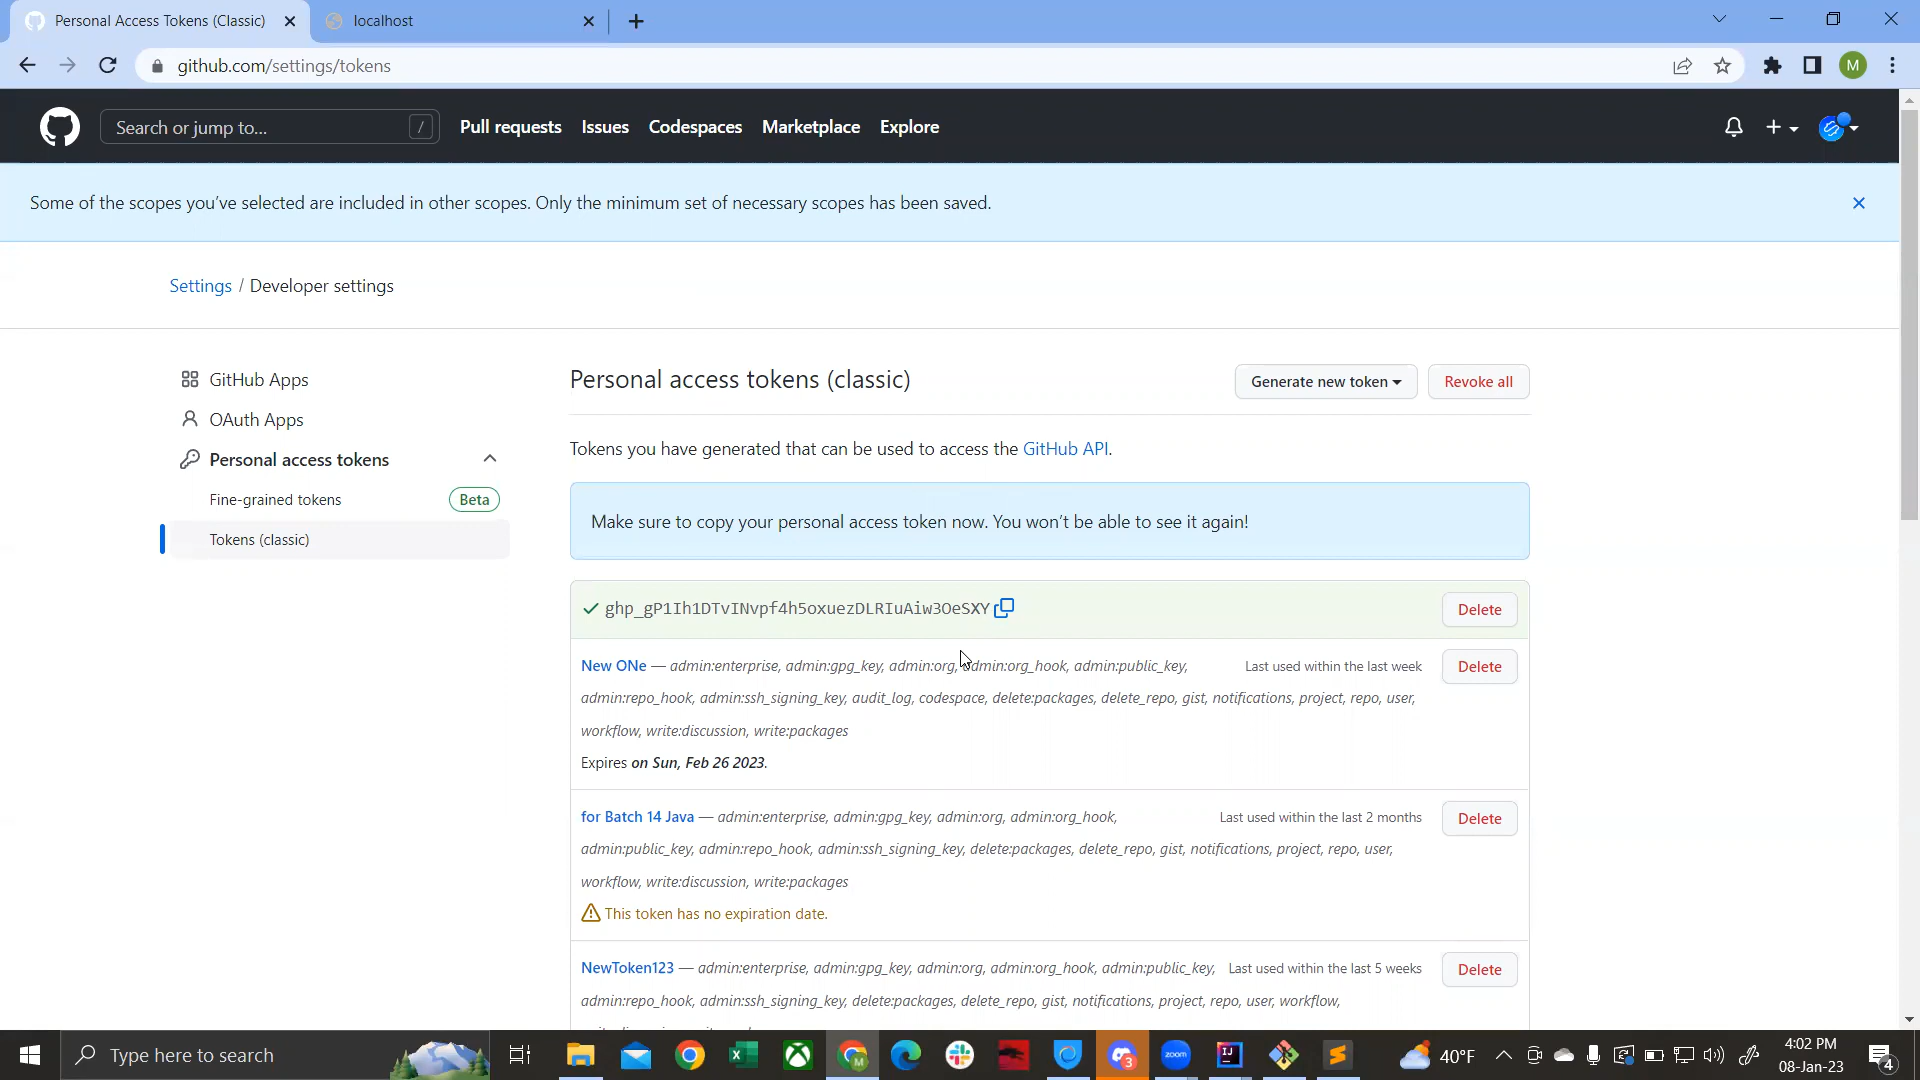 Personal Access Tokens (Classic)
localhost
github.com/settings/tokens
M
Search or jump to...
/
Pull requests
Issues
Codespaces
Marketplace
Explore
Some of the scopes you've selected are included in other scopes. Only the minimum set of necessary scopes has been saved.
Settings / Developer settings
GitHub Apps
OAuth Apps
Personal access tokens
Fine-grained tokens
Beta
Tokens (classic)
Personal access tokens (classic)
Generate new token
Revoke all
Tokens you have generated that can be used to access the GitHub API.
Make sure to copy your personal access token now. You won't be able to see it again!
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
Delete
New ONe — admin:enterprise, admin:gpg_key, admin:org, admin:org_hook, admin:public_key,
Last used within the last week
Delete
admin:repo_hook, admin:ssh_signing_key, audit_log, codespace, delete:packages, delete_repo, gist, notifications, project, repo, user,
workflow, write:discussion, write:packages
Expires on Sun, Feb 26 2023.
for Batch 14 Java — admin:enterprise, admin:gpg_key, admin:org, admin:org_hook,
Last used within the last 2 months
Delete
admin:public_key, admin:repo_hook, admin:ssh_signing_key, delete:packages, delete_repo, gist, notifications, project, repo, user,
workflow, write:discussion, write:packages
This token has no expiration date.
NewToken123 — admin:enterprise, admin:gpg_key, admin:org, admin:org_hook, admin:public_key,
Last used within the last 5 weeks
Delete
admin:repo_hook, admin:ssh_signing_key, delete:packages, delete_repo, gist, notifications, project, repo, user, workflow,
Type here to search
zoom
3
40°F
4:02 PM
08-Jan-23
4